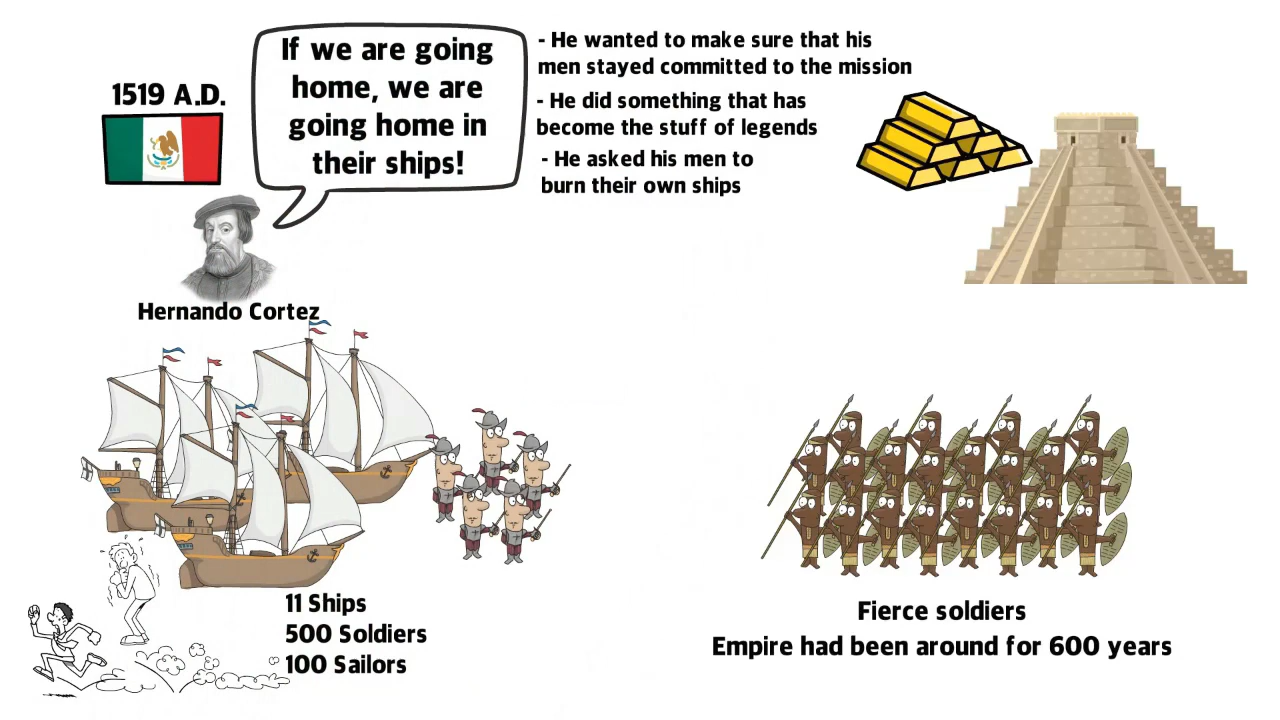 1519 A.D.
If we are going
home, we are
going home in
their ships!
- He wanted to make sure that his
men stayed committed to the mission
- He did something that has
become the stuff of legends
- He asked his men to
burn their own ships
Hernando Cortez
11 Ships
500 Soldiers
100 Sailors
Fierce soldiers
Empire had been around for 600 years